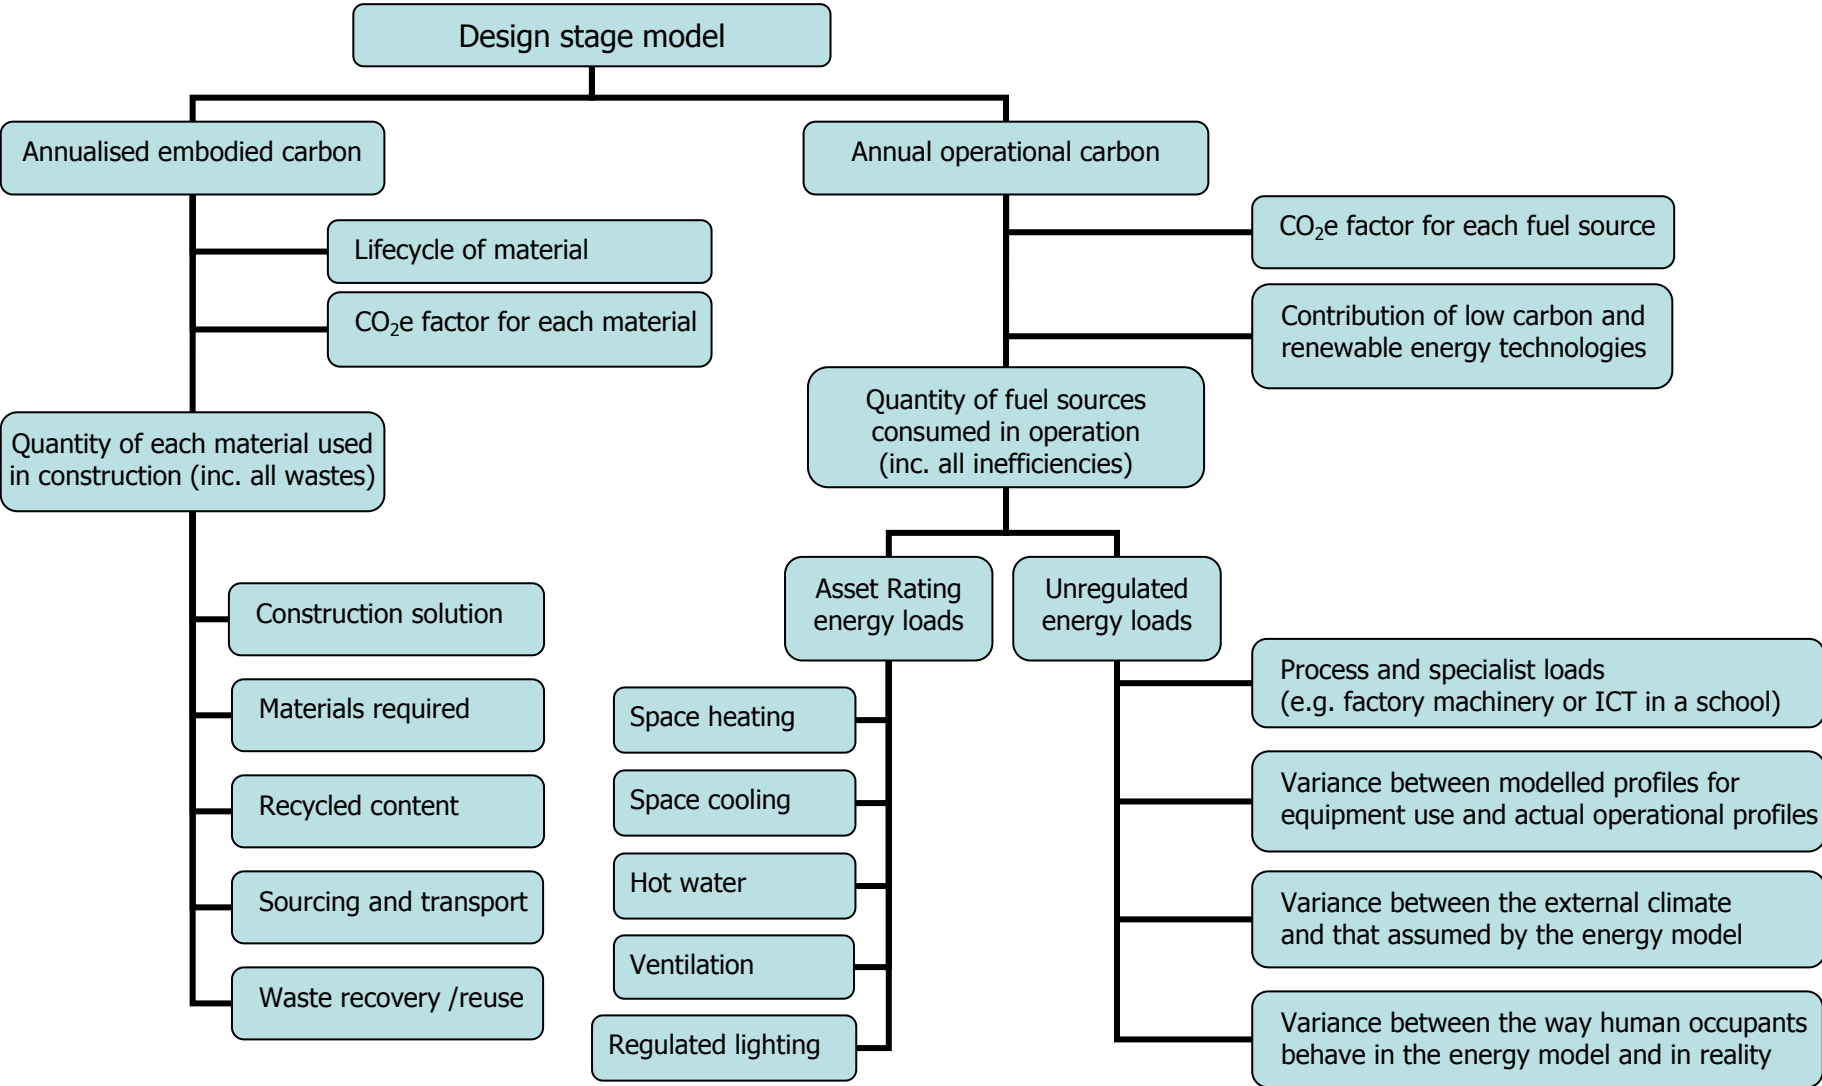 Design stage model
Annualised embodied carbon
Annual operational carbon
Lifecycle of material
CO₂e factor for each material
CO₂e factor for each fuel source
Contribution of low carbon and
renewable energy technologies
Quantity of each material used
in construction (inc. all wastes)
Quantity of fuel sources
consumed in operation
(inc. all inefficiencies)
Construction solution
Materials required
Recycled content
Sourcing and transport
Waste recovery /reuse
Asset Rating
energy loads
Unregulated
energy loads
Space heating
Space cooling
Hot water
Ventilation
Regulated lighting
Process and specialist loads
(e.g. factory machinery or ICT in a school)
Variance between modelled profiles for
equipment use and actual operational profiles
Variance between the external climate
and that assumed by the energy model
Variance between the way human occupants
behave in the energy model and in reality